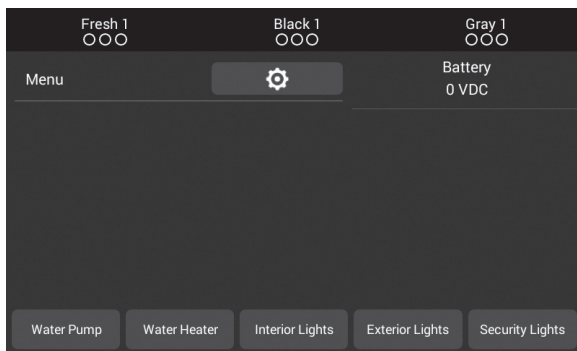 Fresh 1
Black 1
Gray 1
Menu
Battery
0 VDC
Water Pump
Water Heater
Interior Lights
Exterior Lights
Security Lights